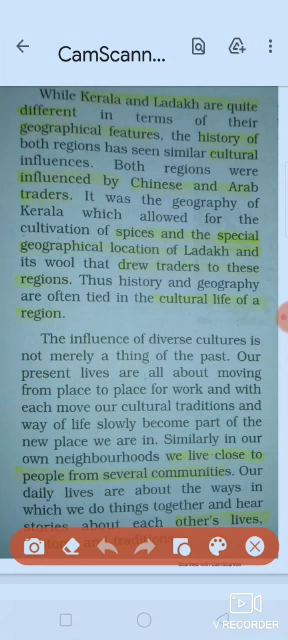 CamScann...
While Kerala and Ladakh are quite
different in terms of their
geographical features, the history of
both regions has seen similar cultural
influences. Both regions were
influenced by Chinese and Arab
traders. It was the geography of
Kerala which allowed for the
cultivation of spices and the special
geographical location of Ladakh and
its wool that drew traders to these
regions. Thus history and geography
are often tied in the cultural life of a
region.
The influence of diverse cultures is
not merely a thing of the past. Our
present lives are all about moving
from place to place for work and with
each move our cultural traditions and
way of life slowly become part of the
new place we are in. Similarly in our
own neighbourhoods we live close to
people from several communities. Our
daily lives are about the ways in
which we do things together and hear
stories about each other's lives,
Scanned with CamScanner
V RECORDER